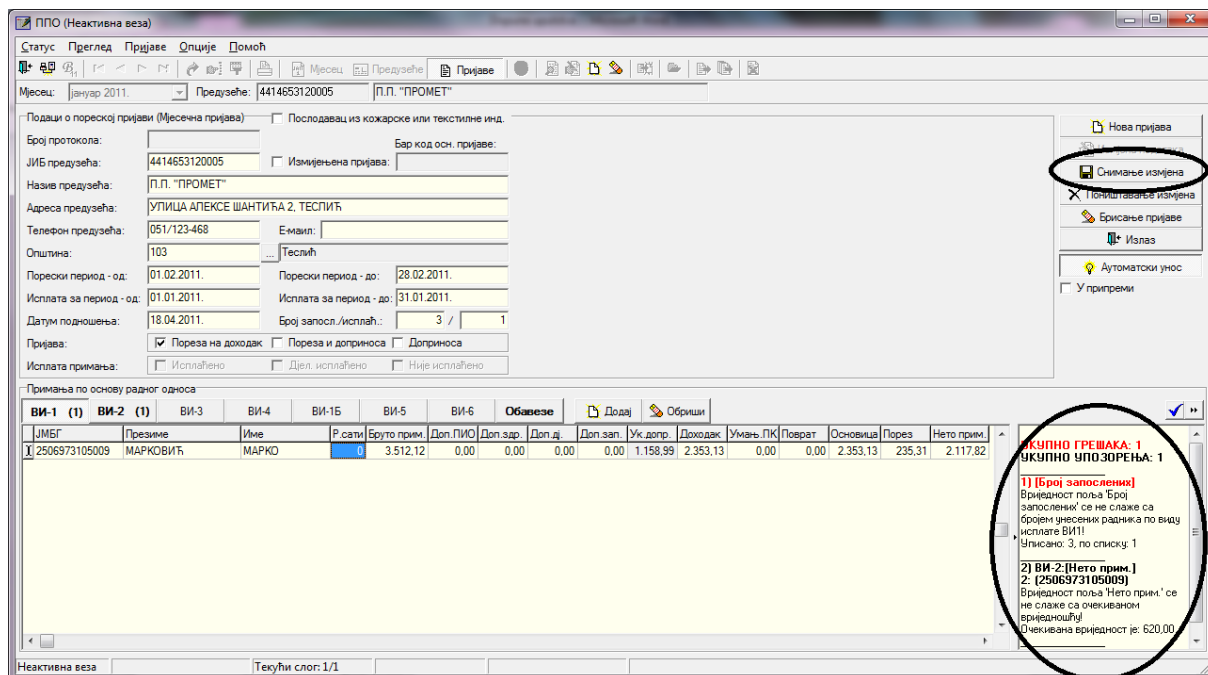 ППО (Неактивна веза)
Статус Преглед Пријаве Опције Помоћ
Мјесец Предузеће Пријаве
Мјесец: јануар 2011. Предузеће: 4414653120005 П.П. "ПРОМЕТ"
Подаци о пореској пријави (Мјесечна пријава) Послодавац из кожарске или текстилне инд.
Број протокола: Бар код осн. пријаве:
ЈИБ предузећа: 4414653120005 Измијењена пријава:
Назив предузећа: П.П. "ПРОМЕТ"
Адреса предузећа: УЛИЦА АЛЕКСЕ ШАНТИЋА 2, ТЕСЛИЋ
Телефон предузећа: 051/123-468 Е-маил:
Општина: 103 ... Теслић
Порески период - од: 01.02.2011. Порески период - до: 28.02.2011.
Исплата за период - од: 01.01.2011. Исплата за период - до: 31.01.2011.
Датум подношења: 18.04.2011. Број запосл./исплаћ.: 3 / 1
Пријава: Пореза на доходак Пореза и доприноса Доприноса
Исплата примања: Исплаћено Дјел. исплаћено Није исплаћено
Нова пријава
Снимање измјена
Поништавање измјена
Брисање пријаве
Излаз
Аутоматски унос
У припреми
Примања по основу радног односа
ВИ-1 (1) ВИ-2 (1) ВИ-3 ВИ-4 ВИ-1Б ВИ-5 ВИ-6 Обавезе Додај Обриши
ЈМБГ Презиме Име Р.сати Бруто прим. Доп.ПИО Доп.здр. Доп.дј. Доп.зап. Ук.допр. Доходак Умањ.ПК Поврат Основица Порез Нето прим.
2506973105009 МАРКОВИЋ МАРКО 0 3.512,12 0,00 0,00 0,00 0,00 1.158,99 2.353,13 0,00 0,00 2.353,13 235,31 2.117,82
УКУПНО ГРЕШАКА: 1
УКУПНО УПОЗОРЕЊА: 1
1) [Број запослених]
Вриједност поља 'Број
запослених' се не слаже са
бројем унесених радника по виду
исплате ВИ1!
Уписано: 3, по списку: 1
2) ВИ-2:[Нето прим.]
2: (2506973105009)
Вриједност поља 'Нето прим.' се
не слаже са очекиваном
вриједношћу!
Очекивана вриједност је: 620,00
Неактивна веза Текући слог: 1/1